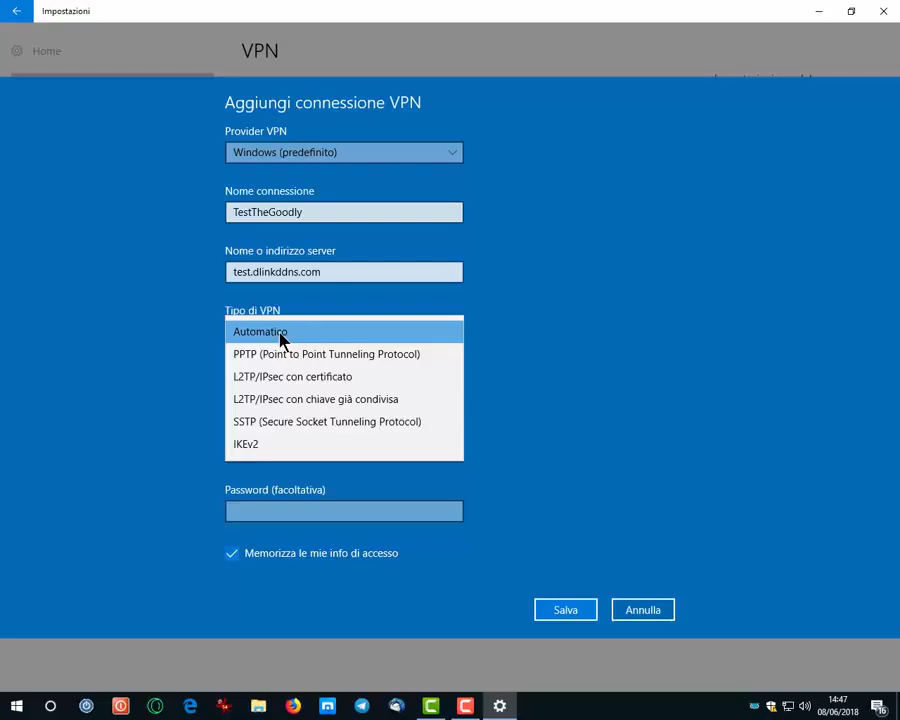 Impostazioni
Home
VPN
Aggiungi connessione VPN
Provider VPN
Windows (predefinito)
Nome connessione
TestTheGoodly
Nome o indirizzo server
test.dlinkddns.com
Tipo di VPN
Automatico
PPTP (Point to Point Tunneling Protocol)
L2TP/IPsec con certificato
L2TP/IPsec con chiave già condivisa
SSTP (Secure Socket Tunneling Protocol)
IKEv2
Password (facoltativa)
Memorizza le mie info di accesso
Salva
Annulla
14:47
08/06/2018
16